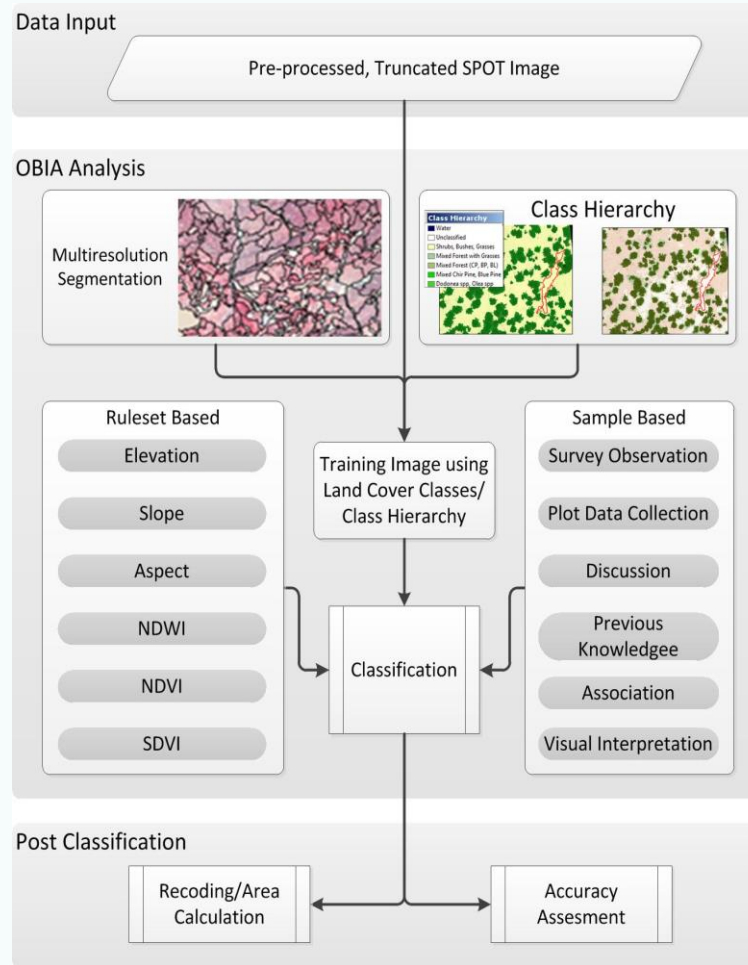 Data Input
Pre-processed, Truncated SPOT Image
OBIA Analysis
Multiresolution
Segmentation
Class Hierarchy
Class Hierarchy
Water
Unclassified
Shrubs, Bushes, Grasses
Mixed Forest with Grasses
Mixed Forest (CP, BP, BL)
Mixed Chir Pine, Blue Pine
Dodonea spp, Olea spp
Ruleset Based
Elevation
Slope
Aspect
NDWI
NDVI
SDVI
Training Image using
Land Cover Classes/
Class Hierarchy
Classification
Sample Based
Survey Observation
Plot Data Collection
Discussion
Previous
Knowledgee
Association
Visual Interpretation
Post Classification
Recoding/Area
Calculation
Accuracy
Assesment